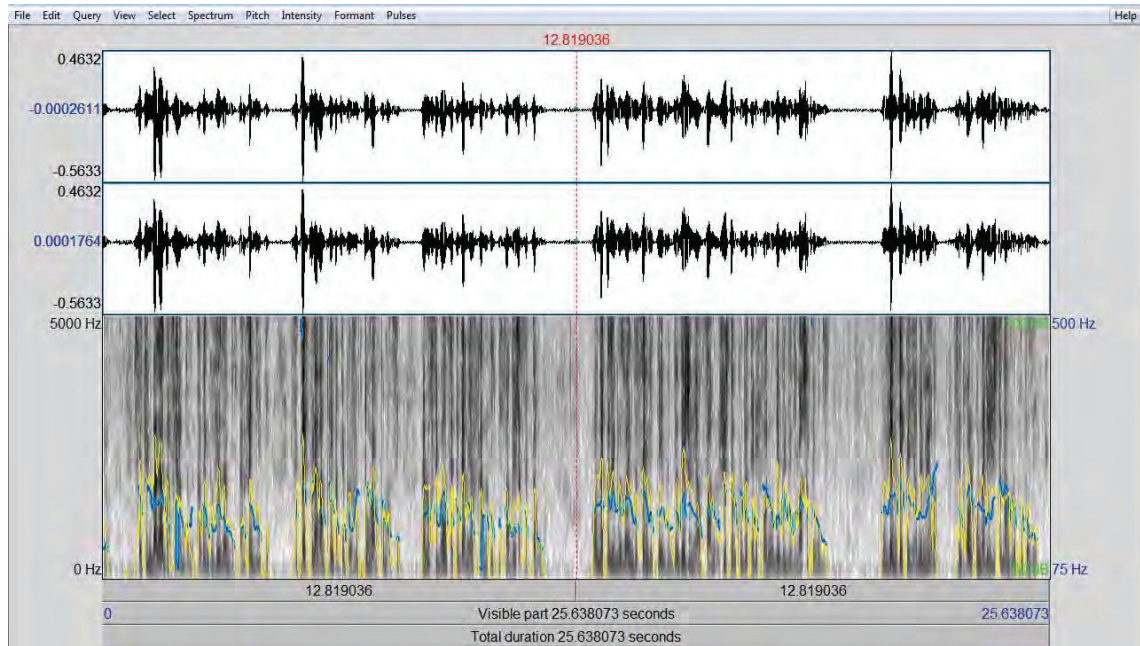 File Edit Query View Select Spectrum Pitch Intensity Formant Pulses Help
12.819036
0.4632
-0.0002611
-0.5633
0.4632
0.0001764
-0.5633
5000 Hz 500 Hz
0 Hz 75 Hz
12.819036 12.819036
0 Visible part 25.638073 seconds 25.638073
Total duration 25.638073 seconds